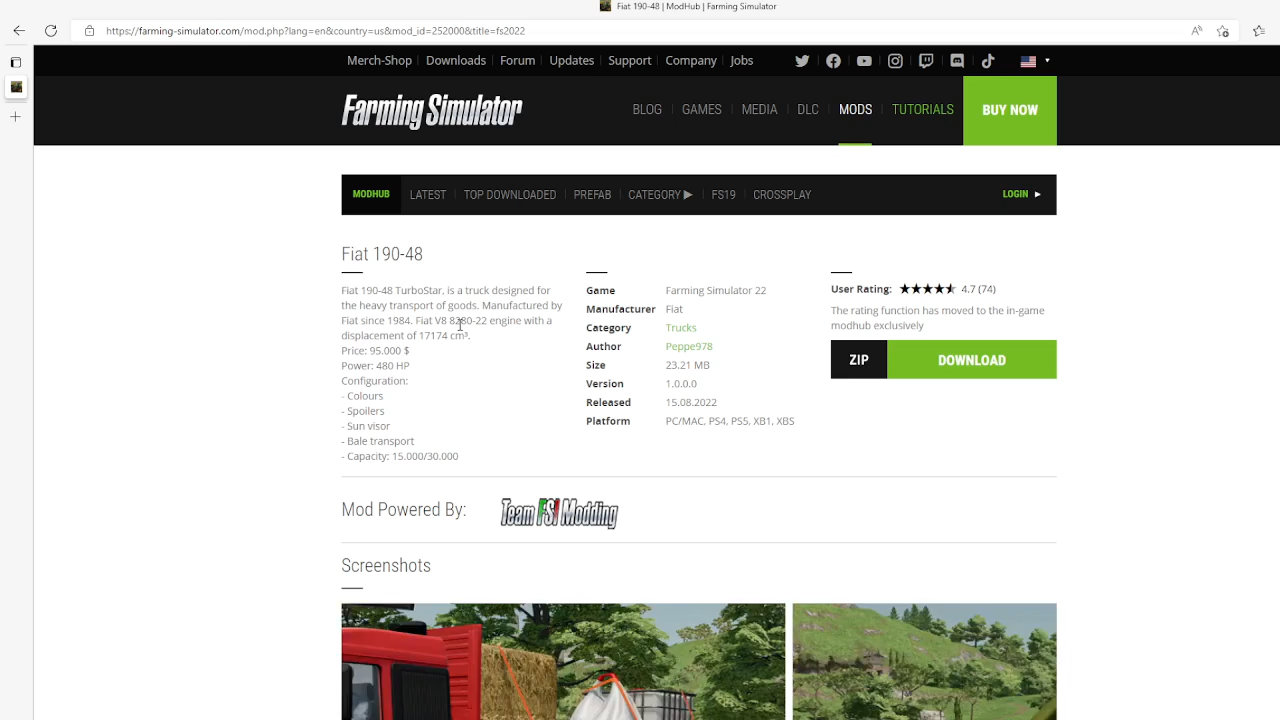 Fiat 190-48 | ModHub | Farming Simulator
https://farming-simulator.com/mod.php?lang=en&country=us&mod_id=252000&title=fs2022
Merch-Shop Downloads Forum Updates Support Company Jobs
Farming Simulator BLOG GAMES MEDIA DLC MODS TUTORIALS BUY NOW
MODHUB LATEST TOP DOWNLOADED PREFAB CATEGORY ▶ FS19 CROSSPLAY LOGIN ►
Fiat 190-48
Fiat 190-48 TurboStar, is a truck designed for
the heavy transport of goods. Manufactured by
Fiat since 1984. Fiat V8 8280-22 engine with a
displacement of 17174 cm³.
Price: 95.000 $
Power: 480 HP
Configuration:
- Colours
- Spoilers
- Sun visor
- Bale transport
- Capacity: 15.000/30.000
Game Farming Simulator 22
Manufacturer Fiat
Category Trucks
Author Peppe978
Size 23.21 MB
Version 1.0.0.0
Released 15.08.2022
Platform PC/MAC, PS4, PS5, XB1, XBS
User Rating: 4.7 (74)
The rating function has moved to the in-game
modhub exclusively
ZIP DOWNLOAD
Mod Powered By: Team FSI Modding
Screenshots